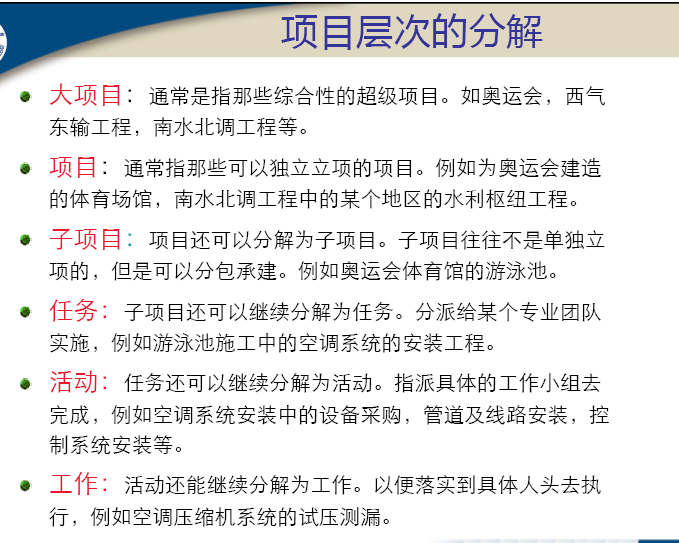 项目层次的分解
大项目：通常是指那些综合性的超级项目。如奥运会，西气
东输工程，南水北调工程等。
项目：通常指那些可以独立立项的项目。例如为奥运会建造
的体育场馆，南水北调工程中的某个地区的水利枢纽工程。
子项目：项目还可以分解为子项目。子项目往往不是单独立
项的，但是可以分包承建。例如奥运会体育馆的游泳池。
任务：子项目还可以继续分解为任务。分派给某个专业团队
实施，例如游泳池施工中的空调系统的安装工程。
活动：任务还可以继续分解为活动。指派具体的工作小组去
完成，例如空调系统安装中的设备采购，管道及线路安装，控
制系统安装等。
工作：活动还能继续分解为工作。以便落实到具体人头去执
行，例如空调压缩机系统的试压测漏。